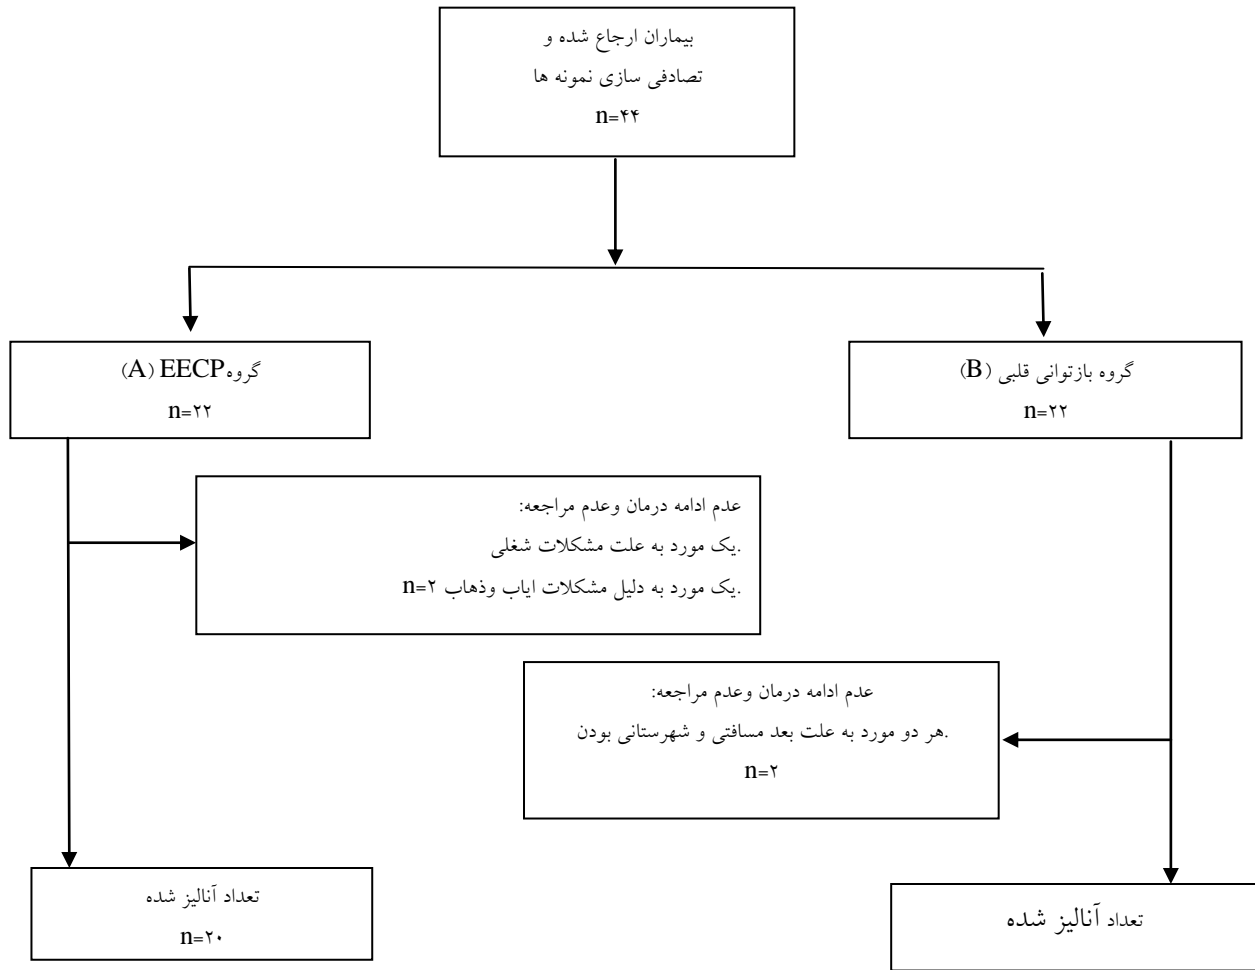 بیماران ارجاع شده و
تصادفی سازی نمونه ها
n=۴۴
گروه بازتوانی قلبی (B)
n=۲۲
گروهEECP (A)
n=۲۲
عدم ادامه درمان وعدم مراجعه:
.یک مورد به علت مشکلات شغلی
.یک مورد به دلیل مشکلات ایاب وذهاب n=۲
عدم ادامه درمان وعدم مراجعه:
.هر دو مورد به علت بعد مسافتی و شهرستانی بودن
n=۲
تعداد آنالیز شده
n=۲۰
تعداد آنالیز شده